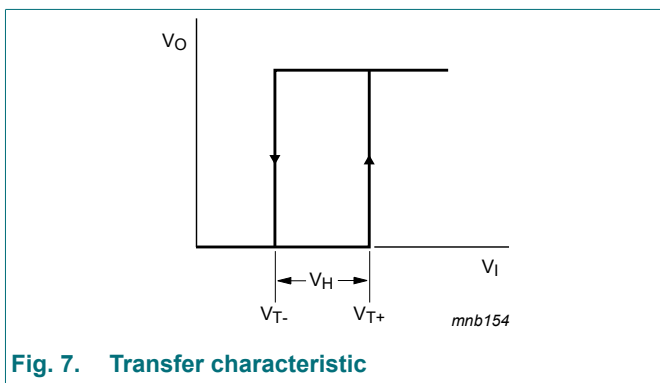 VO
VH
VI
VT-
VT+
mnb154
Fig. 7. Transfer characteristic